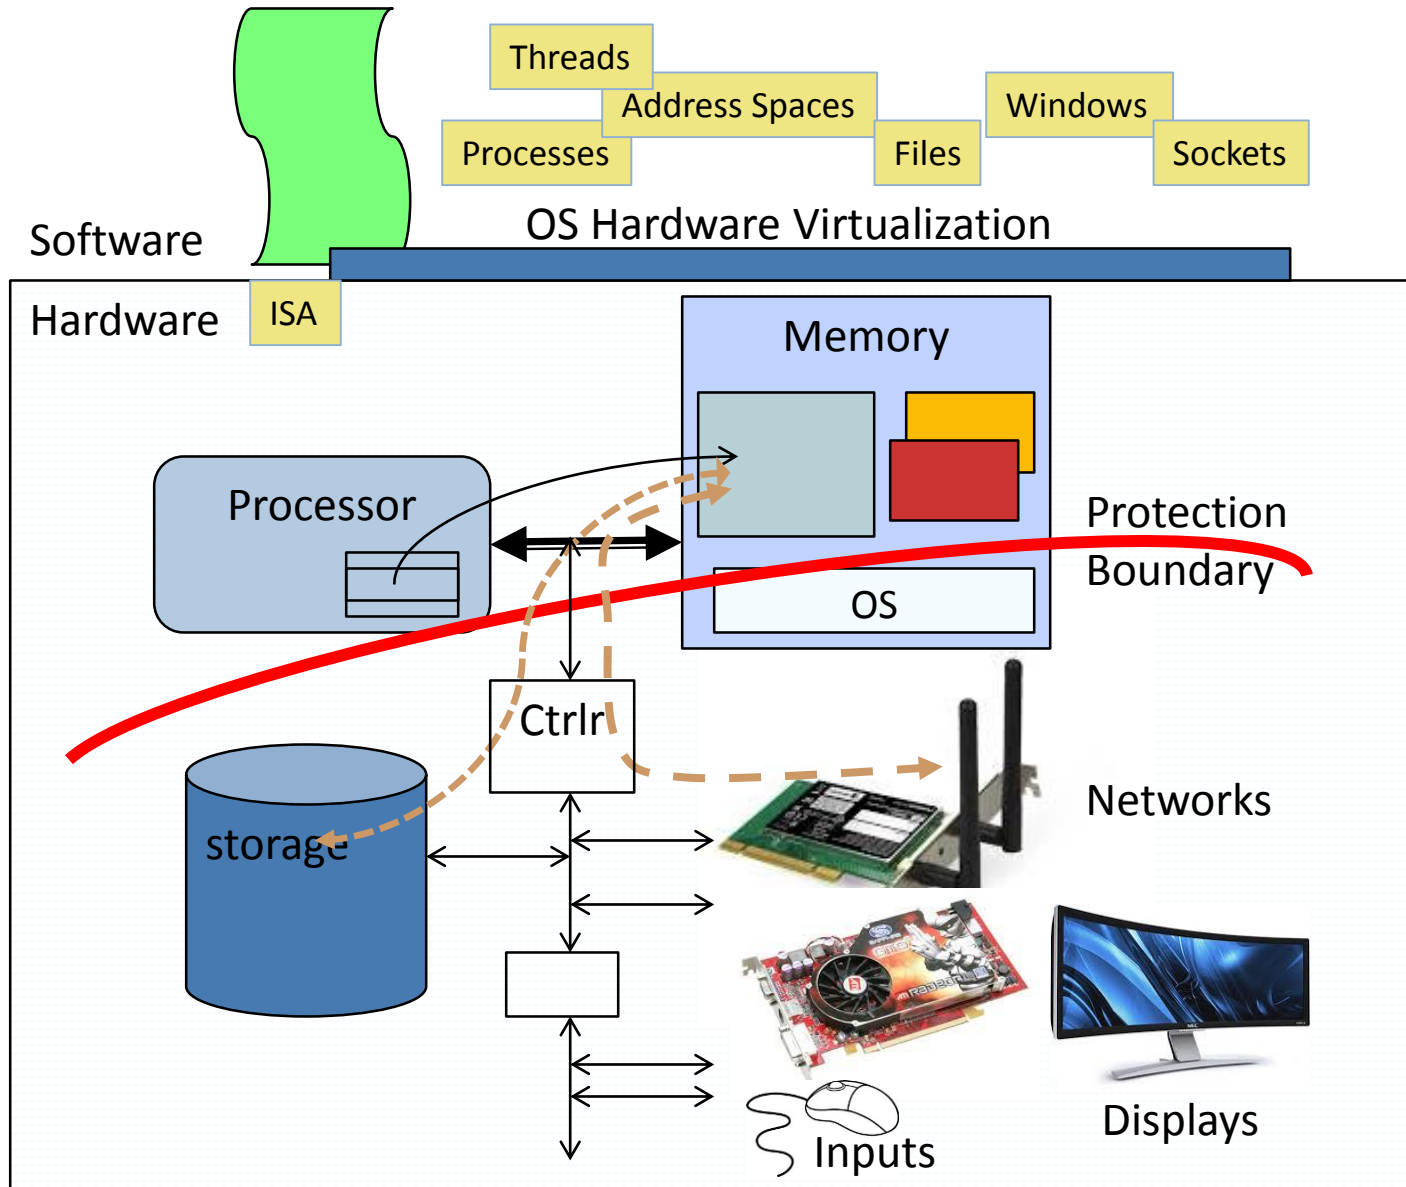 Threads
Address Spaces
Windows
Processes
Files
Sockets
Software
OS Hardware Virtualization
Hardware
ISA
Memory
Processor
Protection
Boundary
OS
Ctrlr
storage
Networks
RADEON
Displays
Inputs